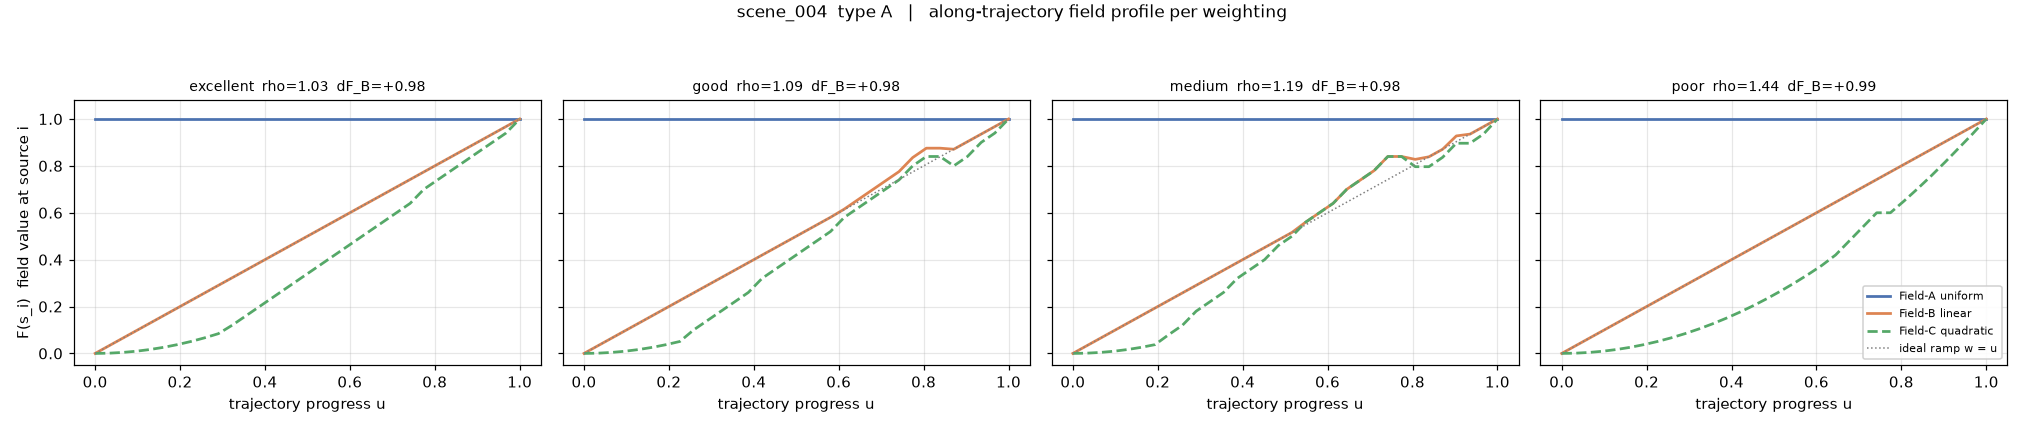 scene_004  type A   |   along-trajectory field profile per weighting
excellent  rho=1.03  dF_B=+0.98
good  rho=1.09  dF_B=+0.98
medium  rho=1.19  dF_B=+0.98
poor  rho=1.44  dF_B=+0.99
F(s_i)  field value at source i
1.0
0.8
0.6
0.4
0.2
0.0
0.0 0.2 0.4 0.6 0.8 1.0
0.0 0.2 0.4 0.6 0.8 1.0
0.0 0.2 0.4 0.6 0.8 1.0
0.0 0.2 0.4 0.6 0.8 1.0
trajectory progress u
trajectory progress u
trajectory progress u
trajectory progress u
Field-A uniform
Field-B linear
Field-C quadratic
ideal ramp w = u